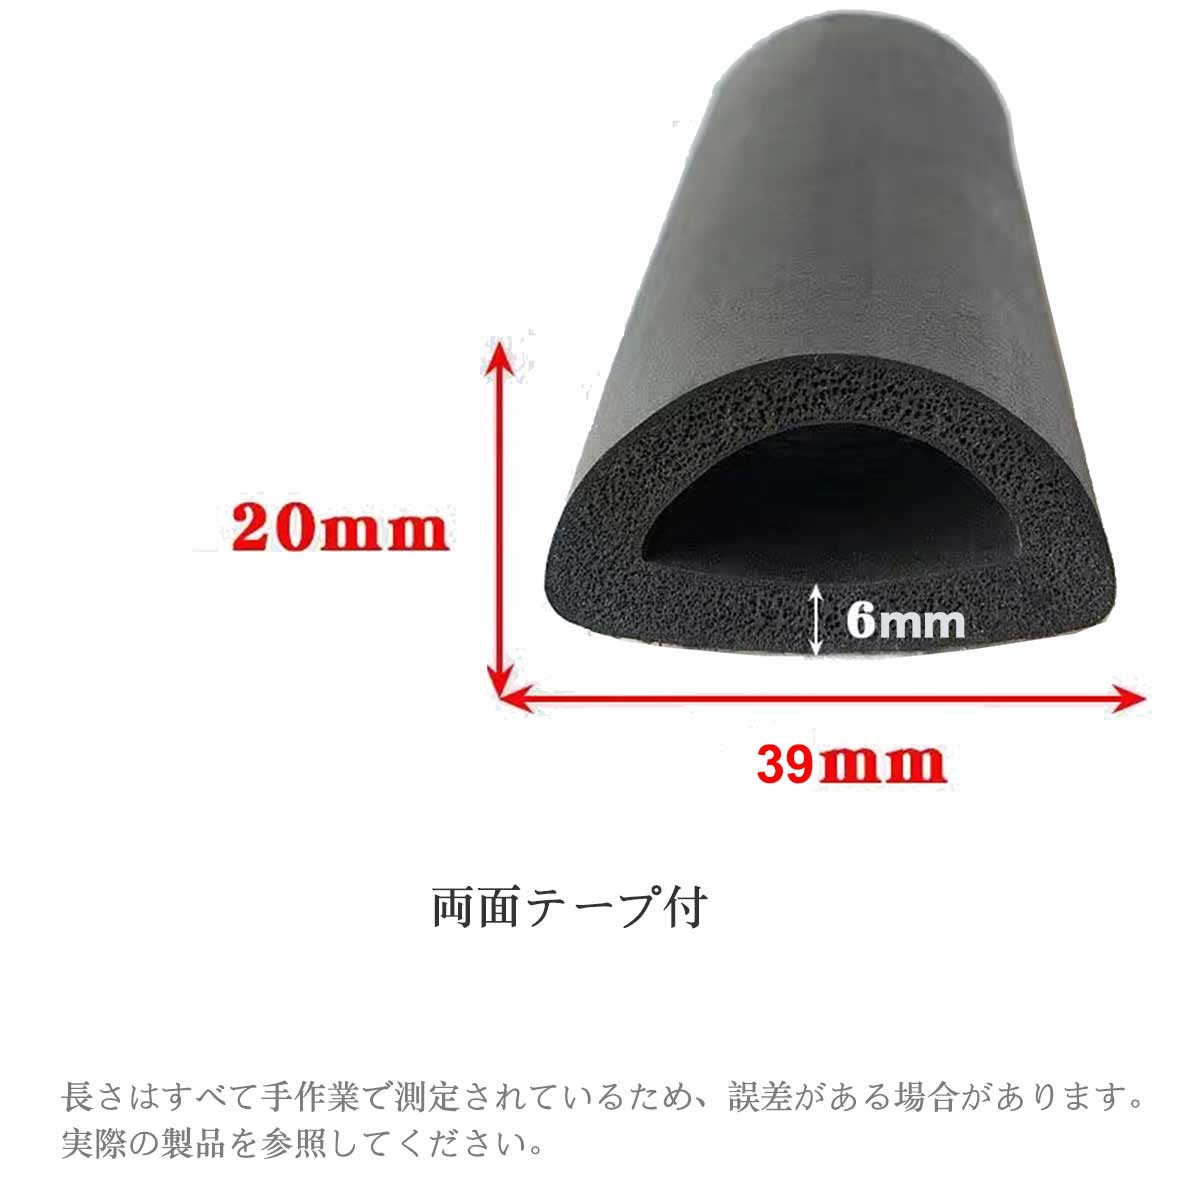 20mm
6mm
39mm
両面テープ付
長さはすべて手作業で測定されているため、誤差がある場合があります。
実際の製品を参照してください。